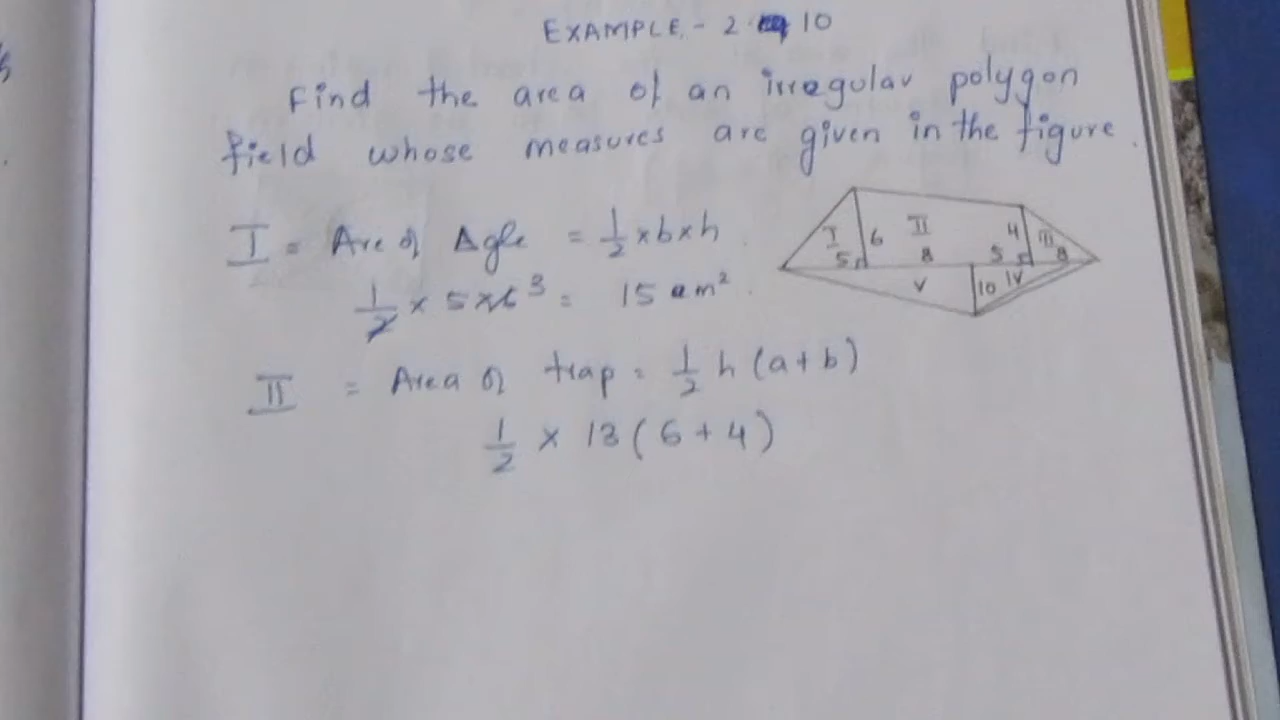 EXAMPLE - 2. 10
Find the area of an irregular polygon
field whose measures are given in the figure.
I = Are of Δgle = 1/2 × b × h
1/2 × 5 × 6 3 = 15 cm²
II = Area of trap = 1/2 h (a + b)
1/2 × 13 ( 6 + 4 )
I 6 II 4 III
5 8 5 8
V 10 IV